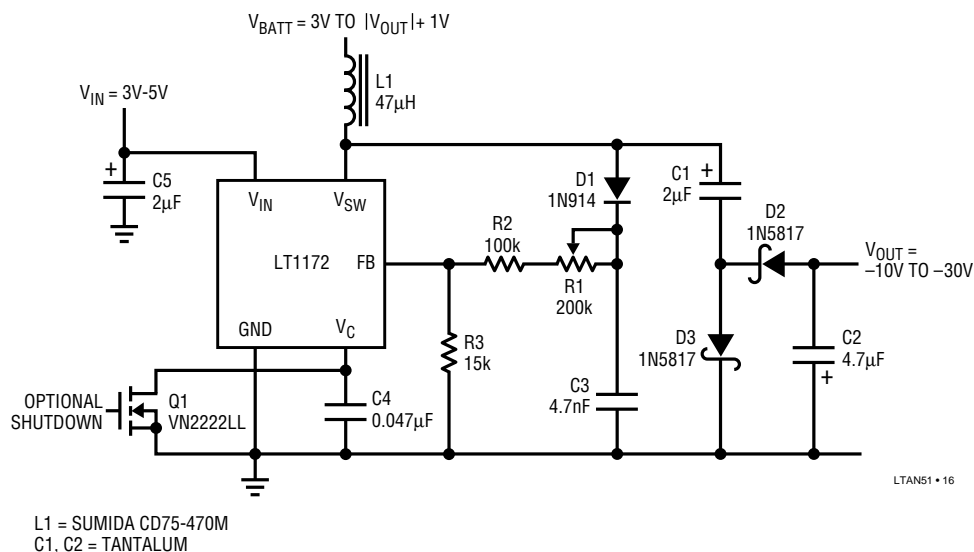 V_BATT = 3V TO |V_OUT|+ 1V
L1
47µH
V_IN = 3V-5V
+
C5
2µF
V_IN
V_SW
LT1172
FB
GND
V_C
R2
100k
R1
200k
D1
1N914
C1
+
2µF
D2
1N5817
V_OUT =
–10V TO –30V
R3
15k
D3
1N5817
C2
4.7µF
+
C3
4.7nF
OPTIONAL
SHUTDOWN
Q1
VN2222LL
C4
0.047µF
LTAN51 • 16
L1 = SUMIDA CD75-470M
C1, C2 = TANTALUM